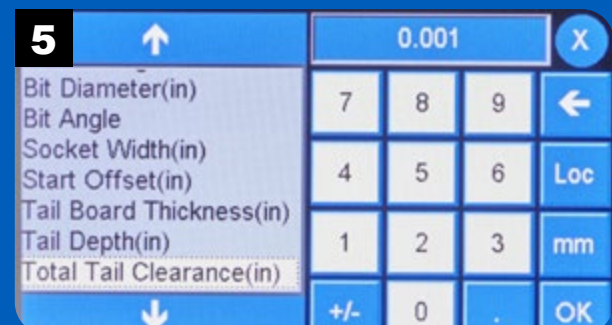 5
0.001
X
Bit Diameter(in)
Bit Angle
Socket Width(in)
Start Offset(in)
Tail Board Thickness(in)
Tail Depth(in)
Total Tail Clearance(in)
7 8 9
4 5 6 Loc
1 2 3 mm
+/- 0 . OK